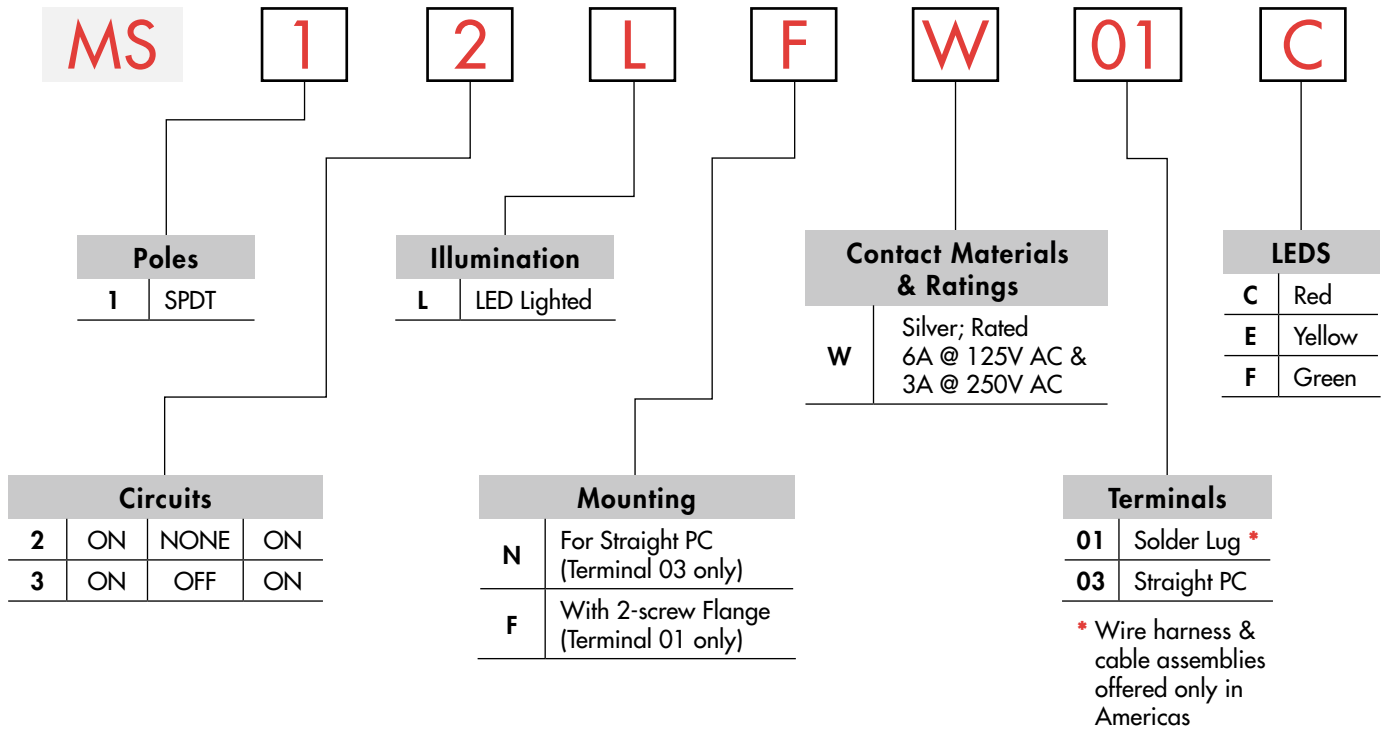 MS 1 2 L F W 01 C
Poles
1 SPDT
Illumination
L LED Lighted
Contact Materials
& Ratings
W Silver; Rated
6A @ 125V AC &
3A @ 250V AC
LEDS
C Red
E Yellow
F Green
Circuits
2 ON NONE ON
3 ON OFF ON
Mounting
N For Straight PC
(Terminal 03 only)
F With 2-screw Flange
(Terminal 01 only)
Terminals
01 Solder Lug *
03 Straight PC
* Wire harness &
cable assemblies
offered only in
Americas